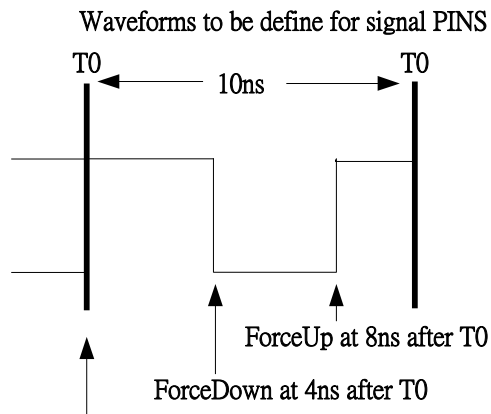 Waveforms to be define for signal PINS
T0 T0
10ns
ForceUp at 8ns after T0
ForceDown at 4ns after T0